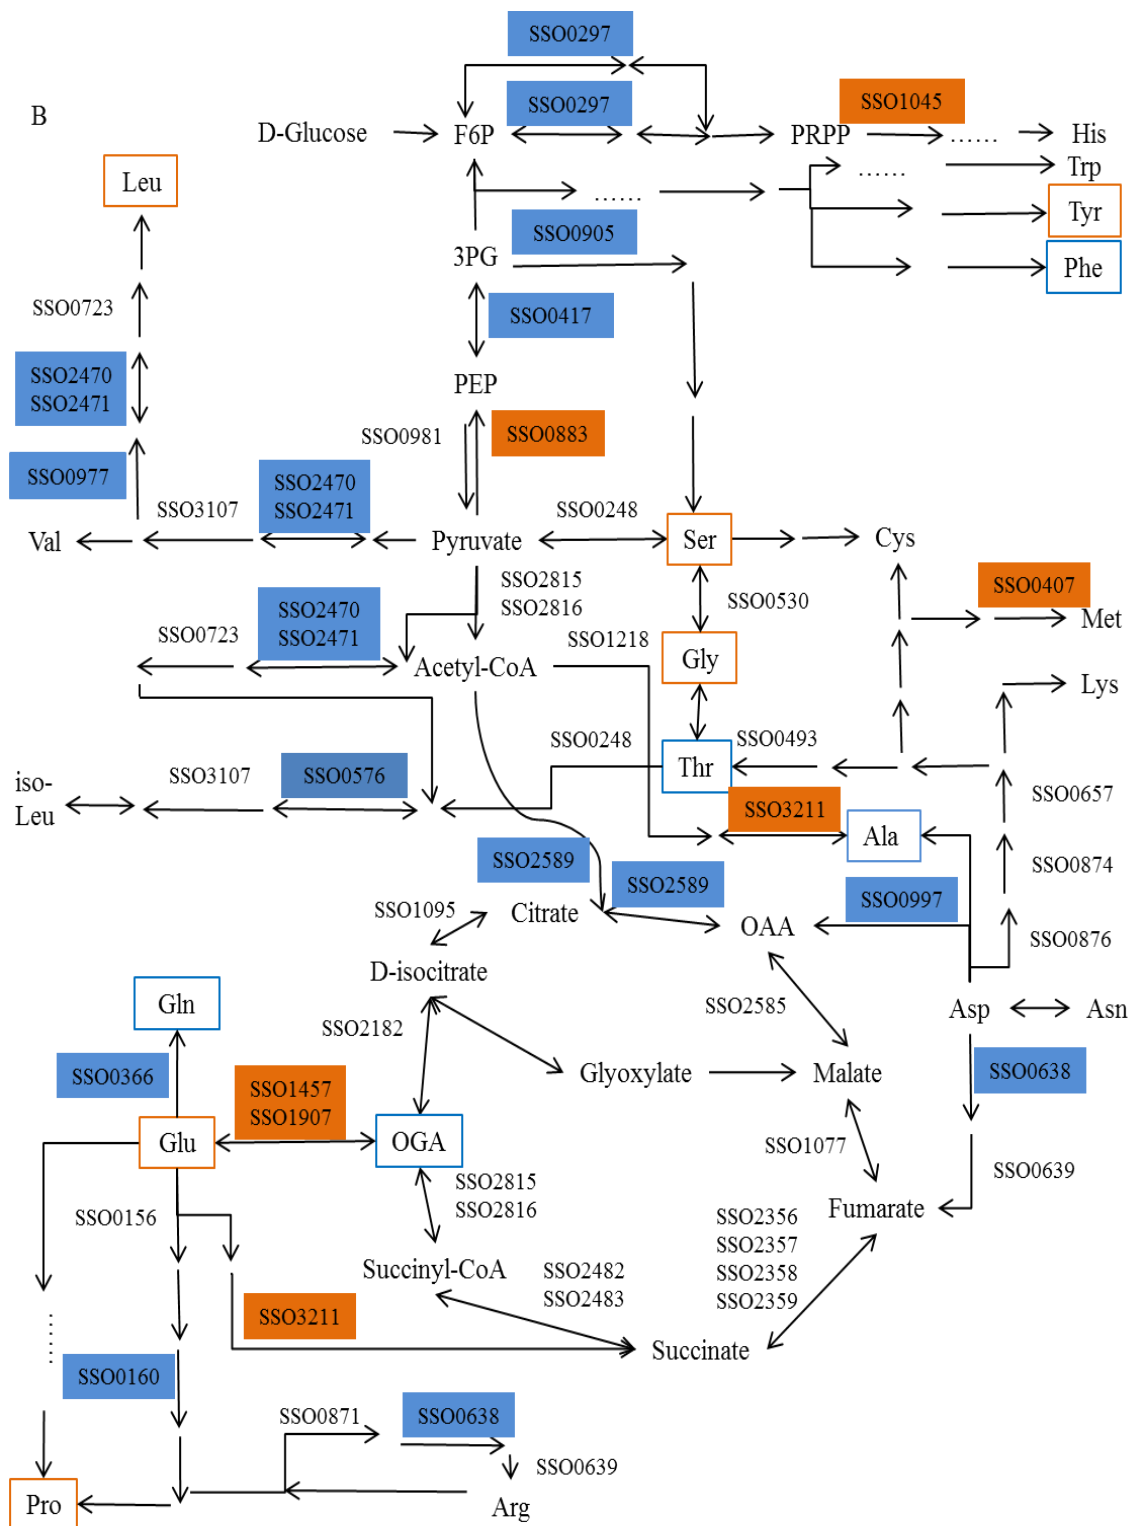 SSO0297
B
SSO0297
SSO1045
D-Glucose
F6P
PRPP
......
His
......
Trp
Leu
......
Tyr
SSO0905
3PG
Phe
SSO0723
SSO0417
SSO2470
SSO2471
PEP
SSO0981
SSO0883
SSO0977
SSO2470
SSO2471
SSO3107
SSO0248
Val
Pyruvate
Ser
Cys
SSO2815
SSO2816
SSO0530
SSO0407
Met
SSO2470
SSO2471
SSO0723
SSO1218
Acetyl-CoA
Gly
Lys
SSO0248
SSO0493
Thr
iso-
Leu
SSO3107
SSO0576
SSO0657
SSO3211
Ala
SSO2589
SSO2589
SSO0874
SSO1095
Citrate
SSO0997
OAA
SSO0876
D-isocitrate
Gln
SSO2182
SSO2585
Asp
Asn
SSO0366
SSO1457
SSO1907
Glyoxylate
Malate
SSO0638
Glu
OGA
SSO1077
SSO0639
SSO2815
SSO2816
SSO0156
Fumarate
SSO2356
SSO2357
SSO2358
SSO2359
Succinyl-CoA
SSO2482
SSO2483
SSO3211
......
Succinate
SSO0160
SSO0871
SSO0638
SSO0639
Pro
Arg